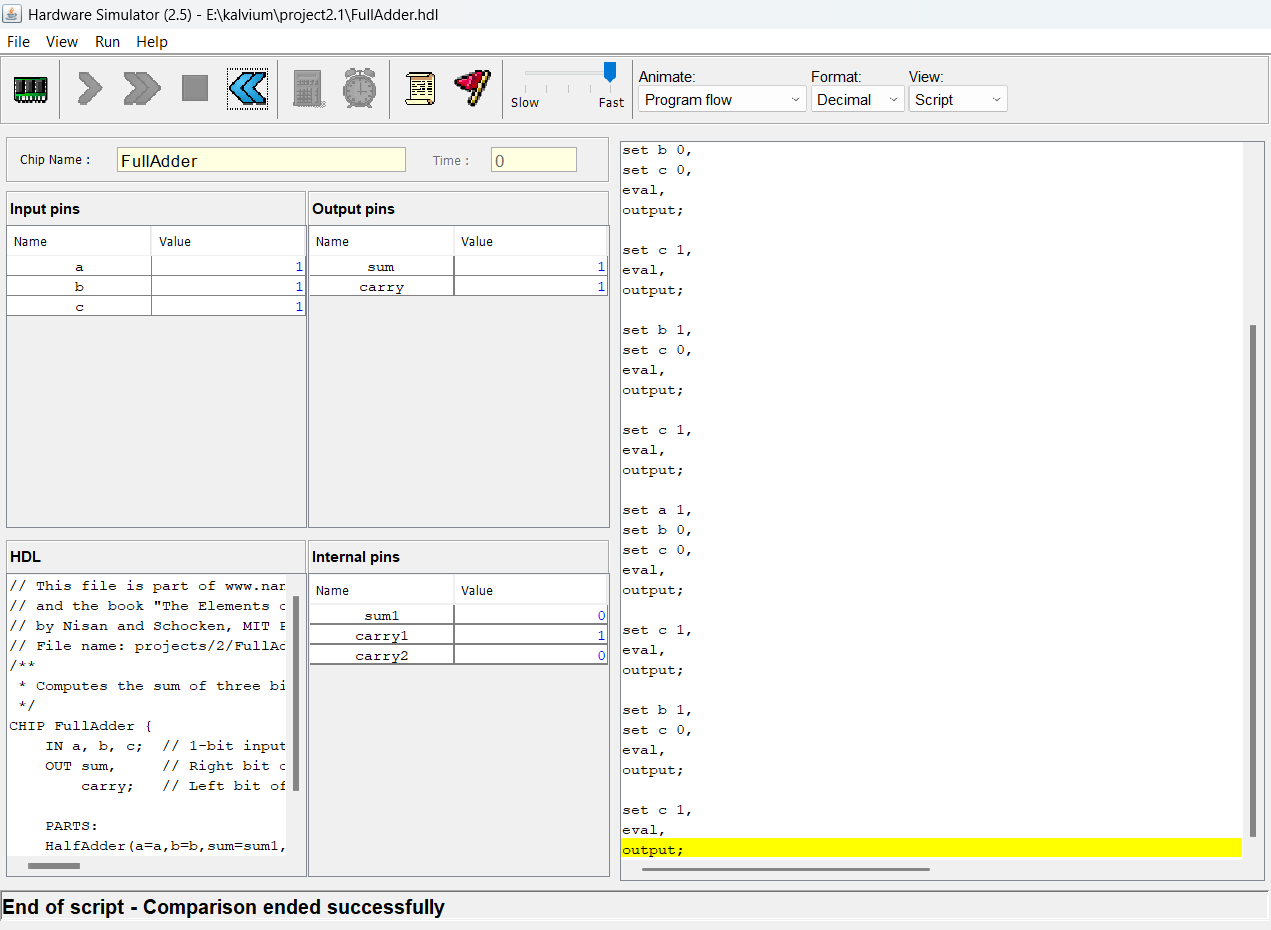 Hardware Simulator (2.5) - E:\kalvium\project2.1\FullAdder.hdl
File View Run Help
Slow Fast
Animate: Format: View:
Program flow Decimal Script
Chip Name : FullAdder Time : 0
Input pins
Name Value
a 1
b 1
c 1
Output pins
Name Value
sum 1
carry 1
HDL
// This file is part of www.nan
// and the book "The Elements
// by Nisan and Schocken, MIT
// File name: projects/2/FullAd
/**
* Computes the sum of three bi
*/
CHIP FullAdder {
IN a, b, c; // 1-bit input
OUT sum, // Right bit
carry; // Left bit of
PARTS:
HalfAdder(a=a,b=b,sum=sum1,
Internal pins
Name Value
sum1 0
carry1 1
carry2 0
set b 0,
set c 0,
eval,
output;
set c 1,
eval,
output;
set b 1,
set c 0,
eval,
output;
set c 1,
eval,
output;
set a 1,
set b 0,
set c 0,
eval,
output;
set c 1,
eval,
output;
set b 1,
set c 0,
eval,
output;
set c 1,
eval,
output;
End of script - Comparison ended successfully